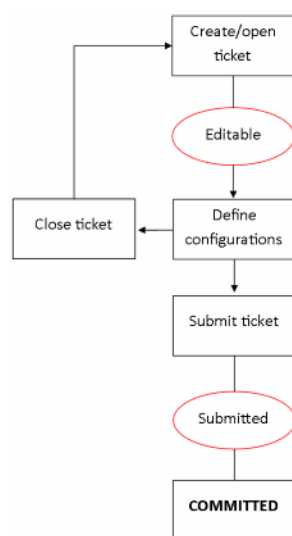 Create/open
ticket
Editable
Close ticket
Define
configurations
Submit ticket
Submitted
COMMITTED